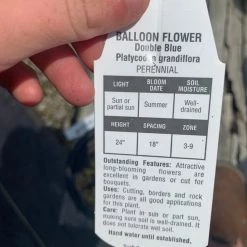 BALLOON FLOWER
Double Blue
Platycodon grandiflora
PERENNIAL
LIGHT BLOOM DATE SOIL MOISTURE
Sun or partial sun Summer Well-drained
HEIGHT SPACING ZONE
24" 18" 3-9
Outstanding Features: Attractive
long-blooming flowers are
excellent in gardens or cut for
bouquets.
Uses: Cutting, borders and rock
gardens are all good applications
for this plant.
Care: Plant in sun or part sun,
making sure soil is well-drained. It
does not tolerate wet soil.
Hand water until established.